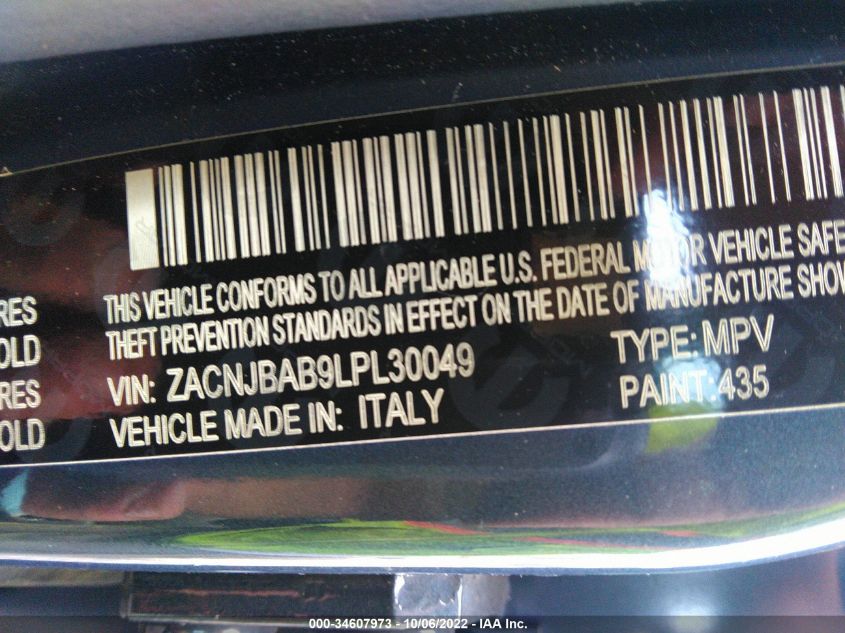 THIS VEHICLE CONFORMS TO ALL APPLICABLE U.S. FEDERAL MOTOR VEHICLE SAFE
THEFT PREVENTION STANDARDS IN EFFECT ON THE DATE OF MANUFACTURE SHOW
RES
OLD
RES
OLD
VIN: ZACNJBAB9LPL30049 TYPE: MPV
VEHICLE MADE IN: ITALY PAINT: 435
000-34607973 - 10/06/2022 - IAA Inc.